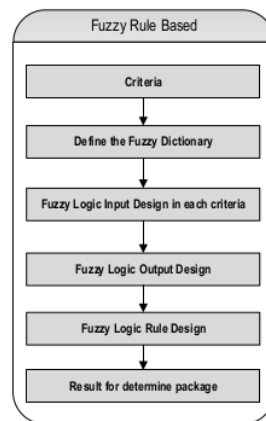 Fuzzy Rule Based
Criteria
Define the Fuzzy Dictionary
Fuzzy Logic Input Design in each criteria
Fuzzy Logic Output Design
Fuzzy Logic Rule Design
Result for determine package